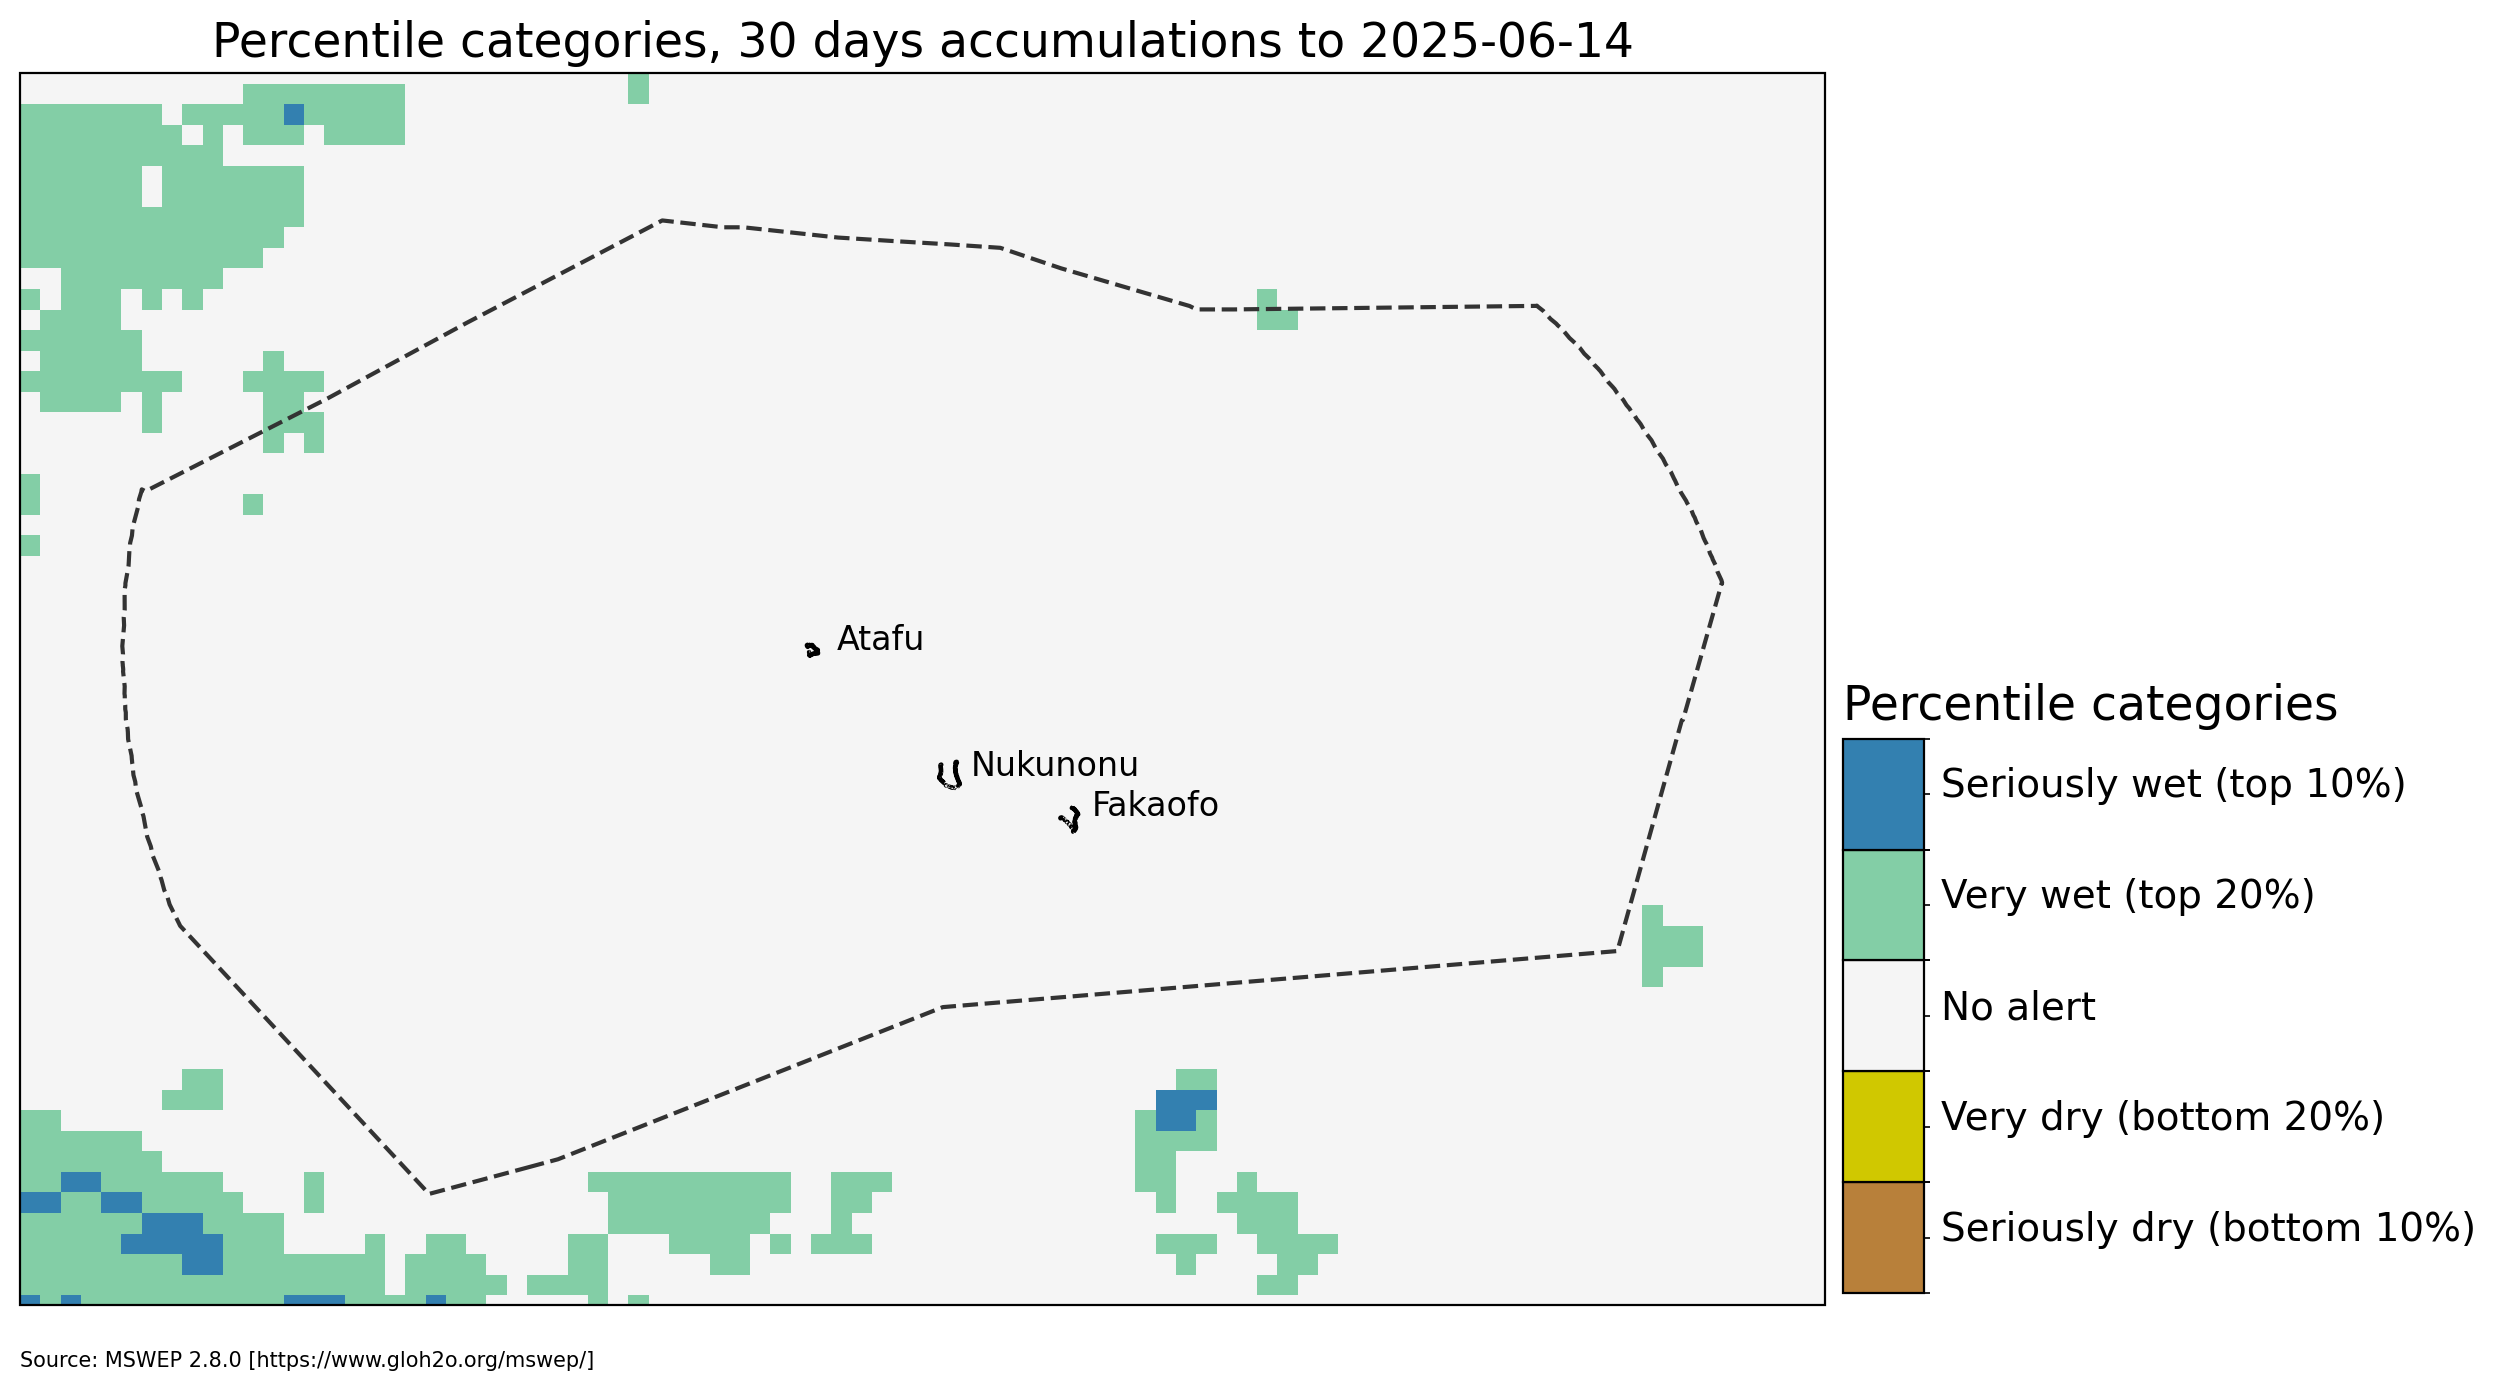 Percentile categories, 30 days accumulations to 2025-06-14
Atafu
Nukunonu
Fakaofo
Percentile categories
Seriously wet (top 10%)
Very wet (top 20%)
No alert
Very dry (bottom 20%)
Seriously dry (bottom 10%)
Source: MSWEP 2.8.0 [https://www.gloh2o.org/mswep/]